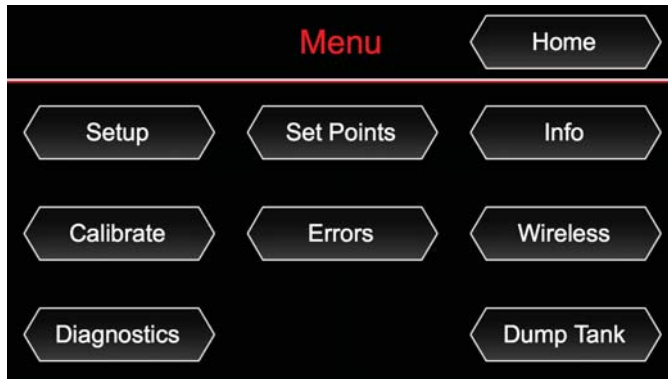 Menu
Home
Setup
Set Points
Info
Calibrate
Errors
Wireless
Diagnostics
Dump Tank